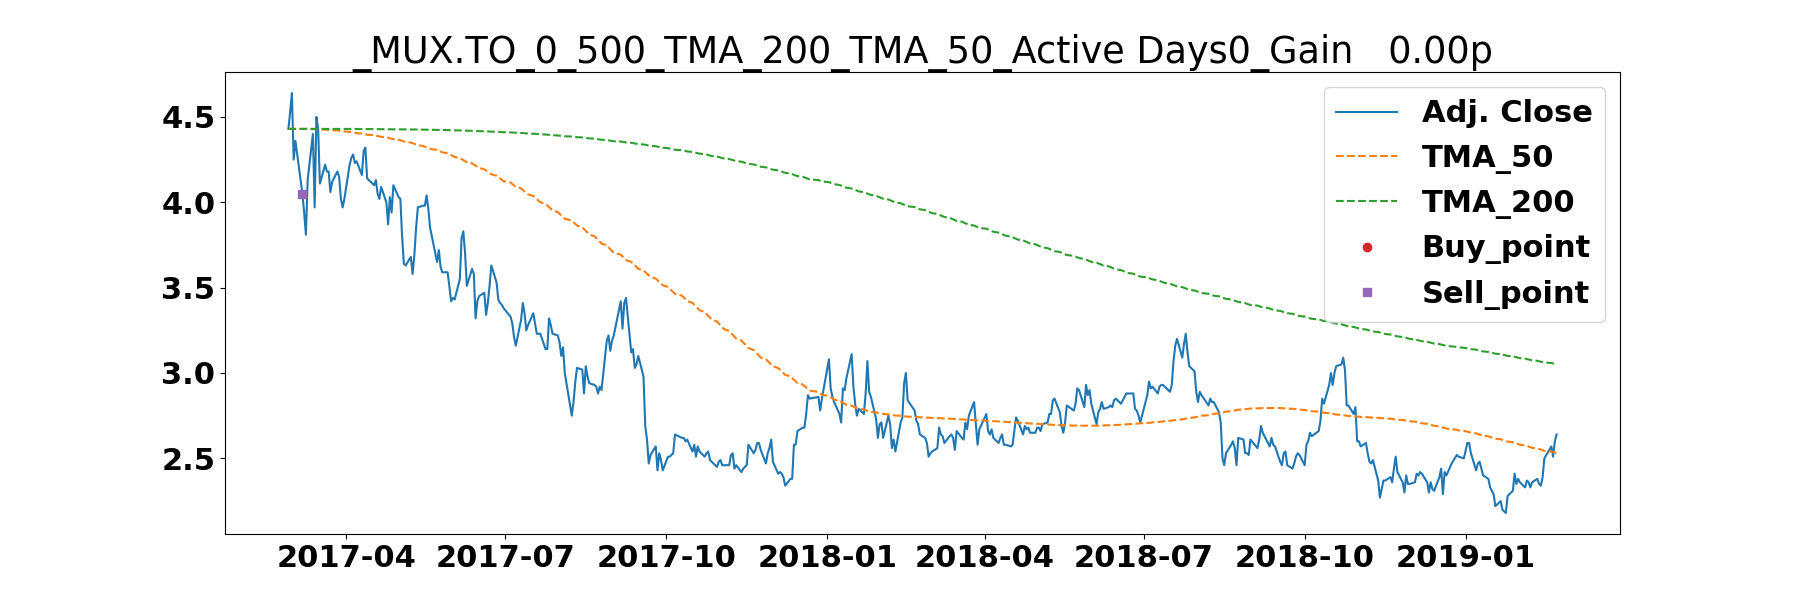 _MUX.TO_0_500_TMA_200_TMA_50_Active Days0_Gain   0.00p
4.5
4.0
3.5
3.0
2.5
Adj. Close
TMA_50
TMA_200
Buy_point
Sell_point
2017-04 2017-07 2017-10 2018-01 2018-04 2018-07 2018-10 2019-01